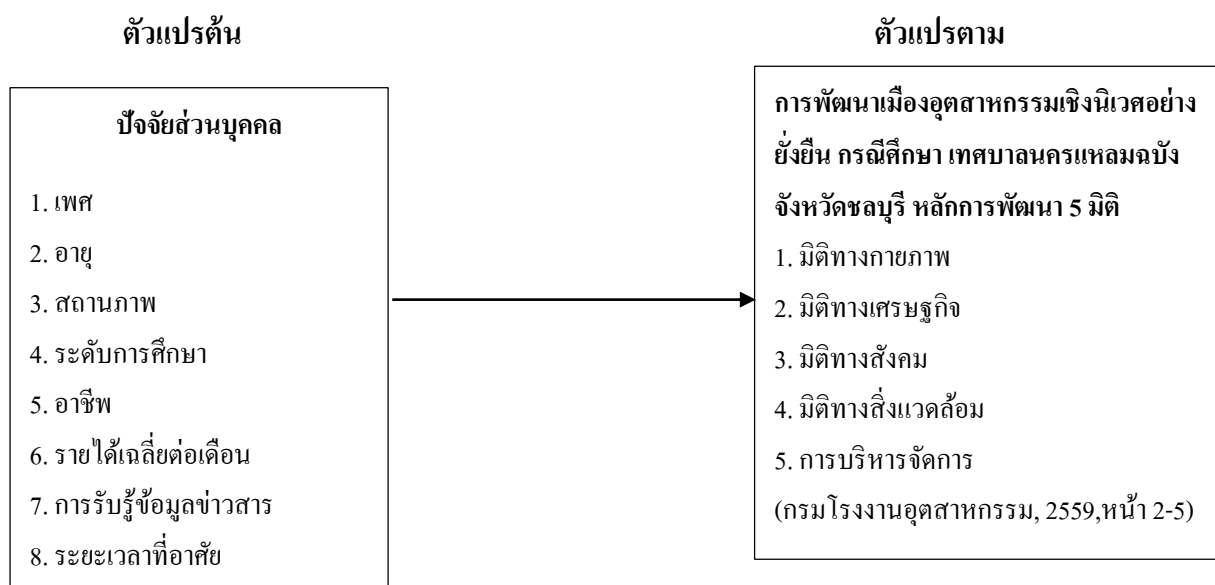 ตัวแปรต้น
ตัวแปรตาม
ปัจจัยส่วนบุคคล
1. เพศ
2. อายุ
3. สถานภาพ
4. ระดับการศึกษา
5. อาชีพ
6. รายได้เฉลี่ยต่อเดือน
7. การรับรู้ข้อมูลข่าวสาร
8. ระยะเวลาที่อาศัย
การพัฒนาเมืองอุตสาหกรรมเชิงนิเวศอย่าง
ยั่งยืน กรณีศึกษา เทศบาลนครแหลมฉบัง
จังหวัดชลบุรี หลักการพัฒนา 5 มิติ
1. มิติทางกายภาพ
2. มิติทางเศรษฐกิจ
3. มิติทางสังคม
4. มิติทางสิ่งแวดล้อม
5. การบริหารจัดการ
(กรมโรงงานอุตสาหกรรม, 2559,หน้า 2-5)